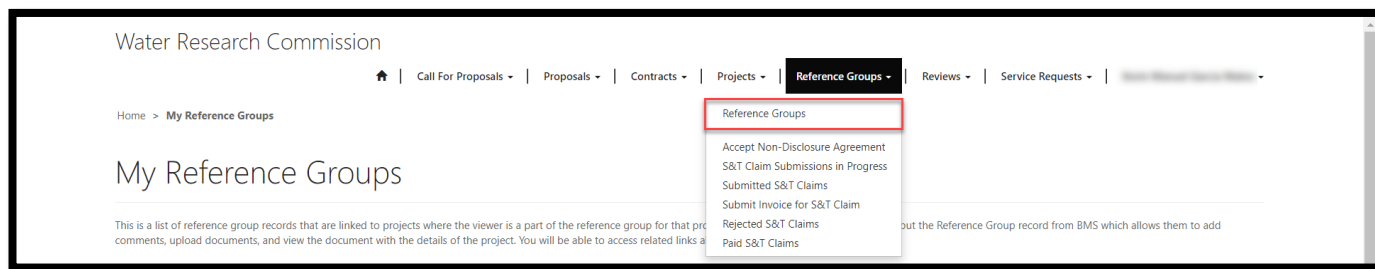 Water Research Commission
Call For Proposals | Proposals | Contracts | Projects | Reference Groups | Reviews | Service Requests |
Home > My Reference Groups
Reference Groups
Accept Non-Disclosure Agreement
My Reference Groups
S&T Claim Submissions in Progress
Submitted S&T Claims
Submit Invoice for S&T Claim
This is a list of reference group records that are linked to projects where the viewer is a part of the reference group for that
Rejected S&T Claims
out the Reference Group record from BMS which allows them to add
comments, upload documents, and view the document with the details of the project. You will be able to access related links
Paid S&T Claims